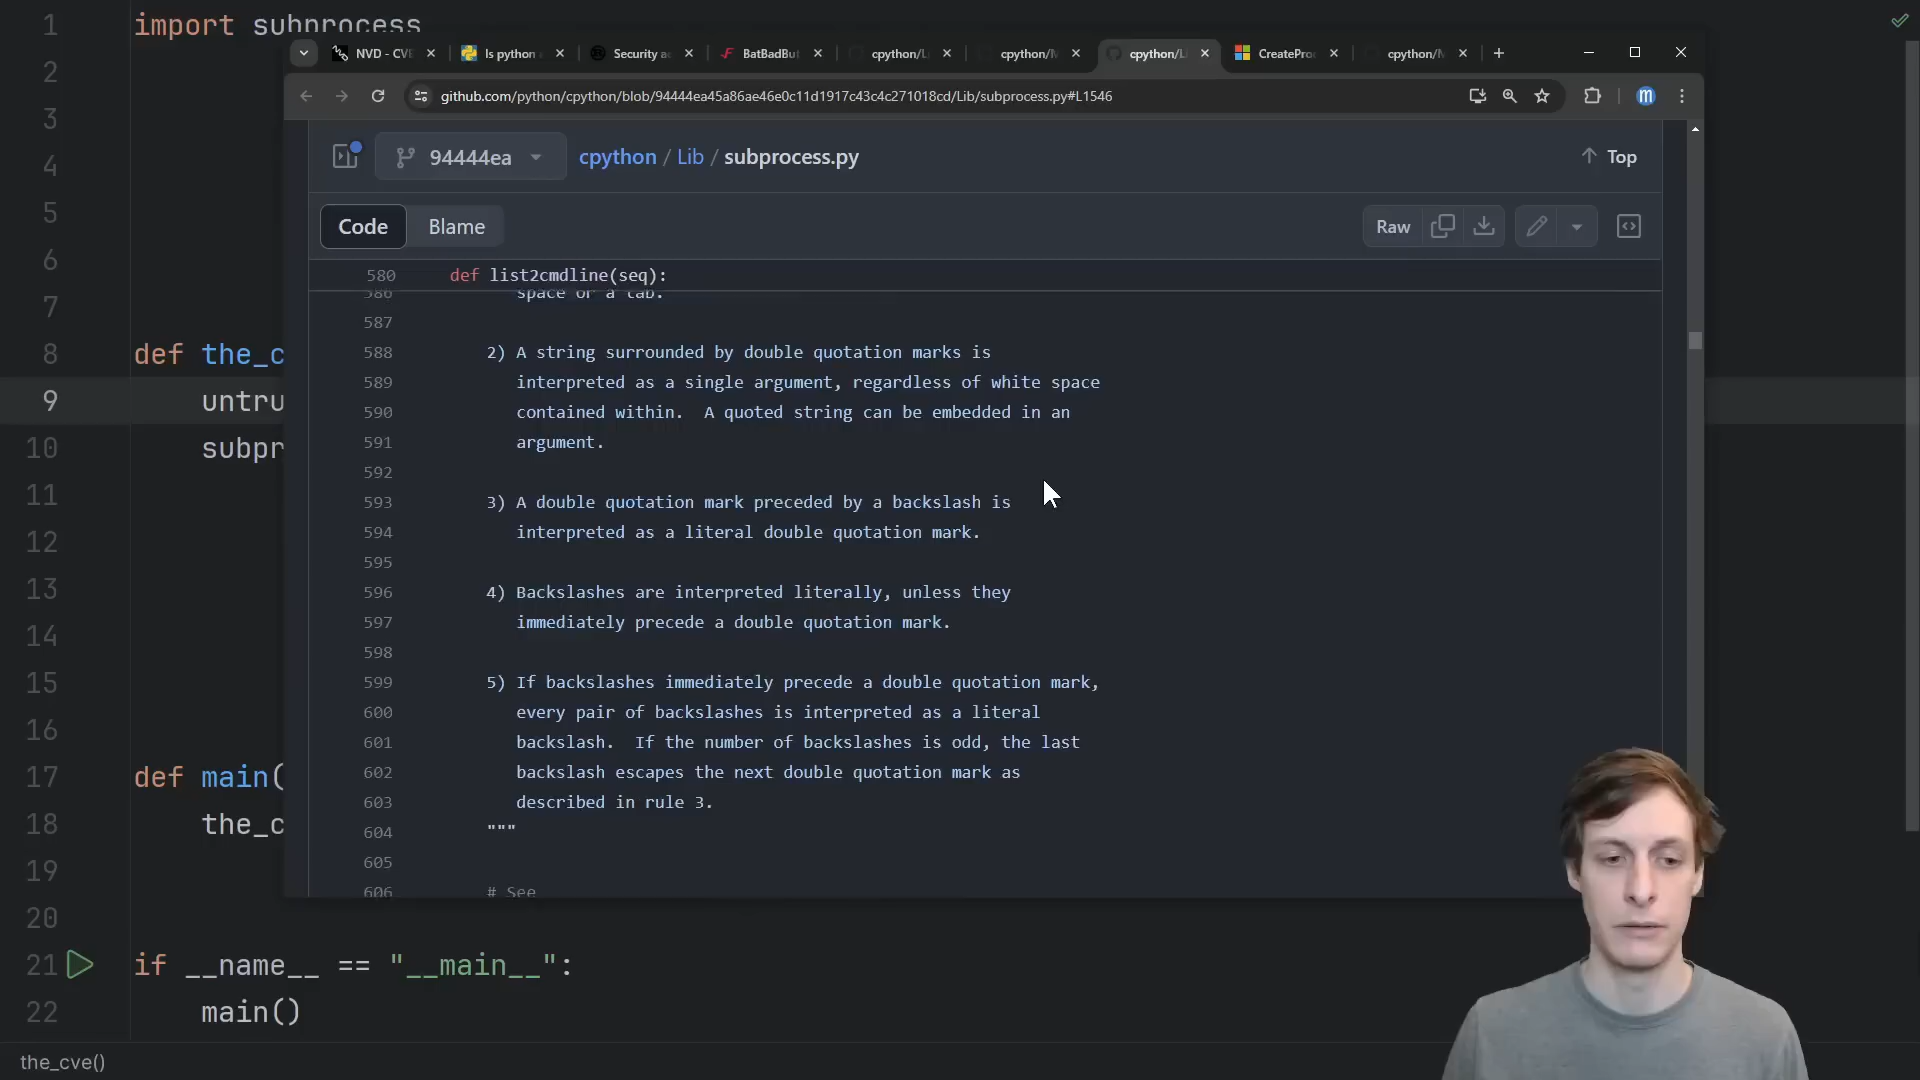 1 import subprocess
2
3
4
5
6
7
8 def the_c
9 untru
10 subpr
11
12
13
14
15
16
17 def main(
18 the_c
19
20
21 if __name__ == "__main__":
22 main()
the_cve()
NVD - CVE
Is python
Security a
BatBadBut
cpython/L
cpython/M
cpython/L
CreatePro
cpython/M
github.com/python/cpython/blob/94444ea45a86ae46e0c11d1917c43c4c271018cd/Lib/subprocess.py#L1546
m
94444ea cpython / Lib / subprocess.py Top
Code Blame Raw
580 def list2cmdline(seq):
586 space or a tab.
587
588 2) A string surrounded by double quotation marks is
589 interpreted as a single argument, regardless of white space
590 contained within. A quoted string can be embedded in an
591 argument.
592
593 3) A double quotation mark preceded by a backslash is
594 interpreted as a literal double quotation mark.
595
596 4) Backslashes are interpreted literally, unless they
597 immediately precede a double quotation mark.
598
599 5) If backslashes immediately precede a double quotation mark,
600 every pair of backslashes is interpreted as a literal
601 backslash. If the number of backslashes is odd, the last
602 backslash escapes the next double quotation mark as
603 described in rule 3.
604 """
605
606 # See